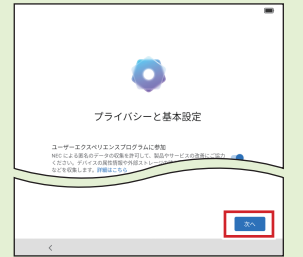 プライバシーと基本設定
ユーザーエクスペリエンスプログラムに参加
NEC による匿名のデータの収集を許可して、製品やサービスの改善にご協力
ください。デバイスの属性情報や外部ストレージ
などを収集します。詳細はこちら
次へ